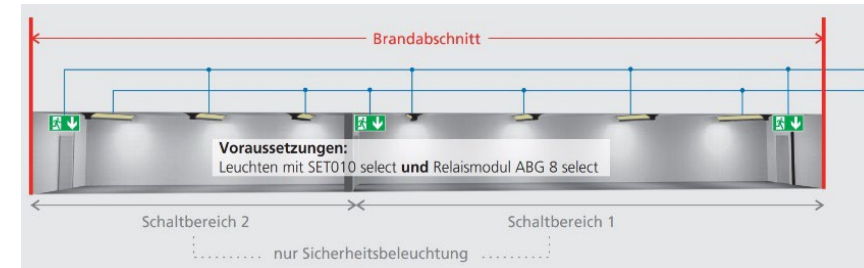 Brandabschnitt
Voraussetzungen:
Leuchten mit SET010 select und Relaismodul ABG 8 select
Schaltbereich 2
Schaltbereich 1
nur Sicherheitsbeleuchtung